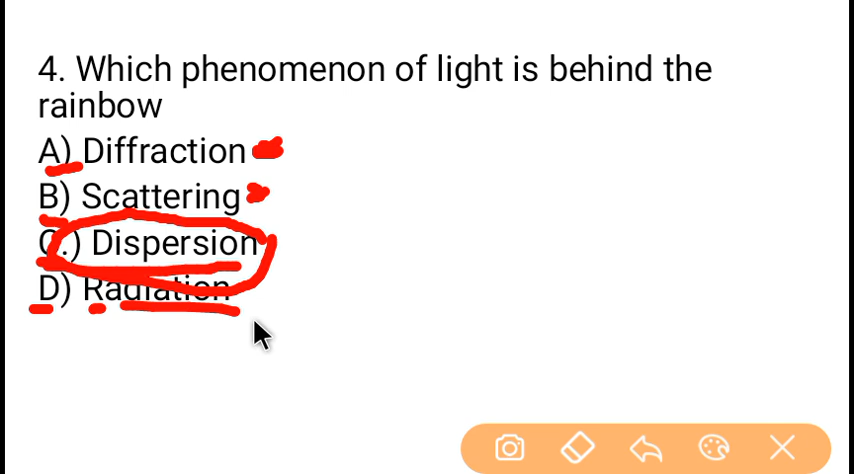 4. Which phenomenon of light is behind the
rainbow
A) Diffraction
B) Scattering
C.) Dispersion
D) Radiation